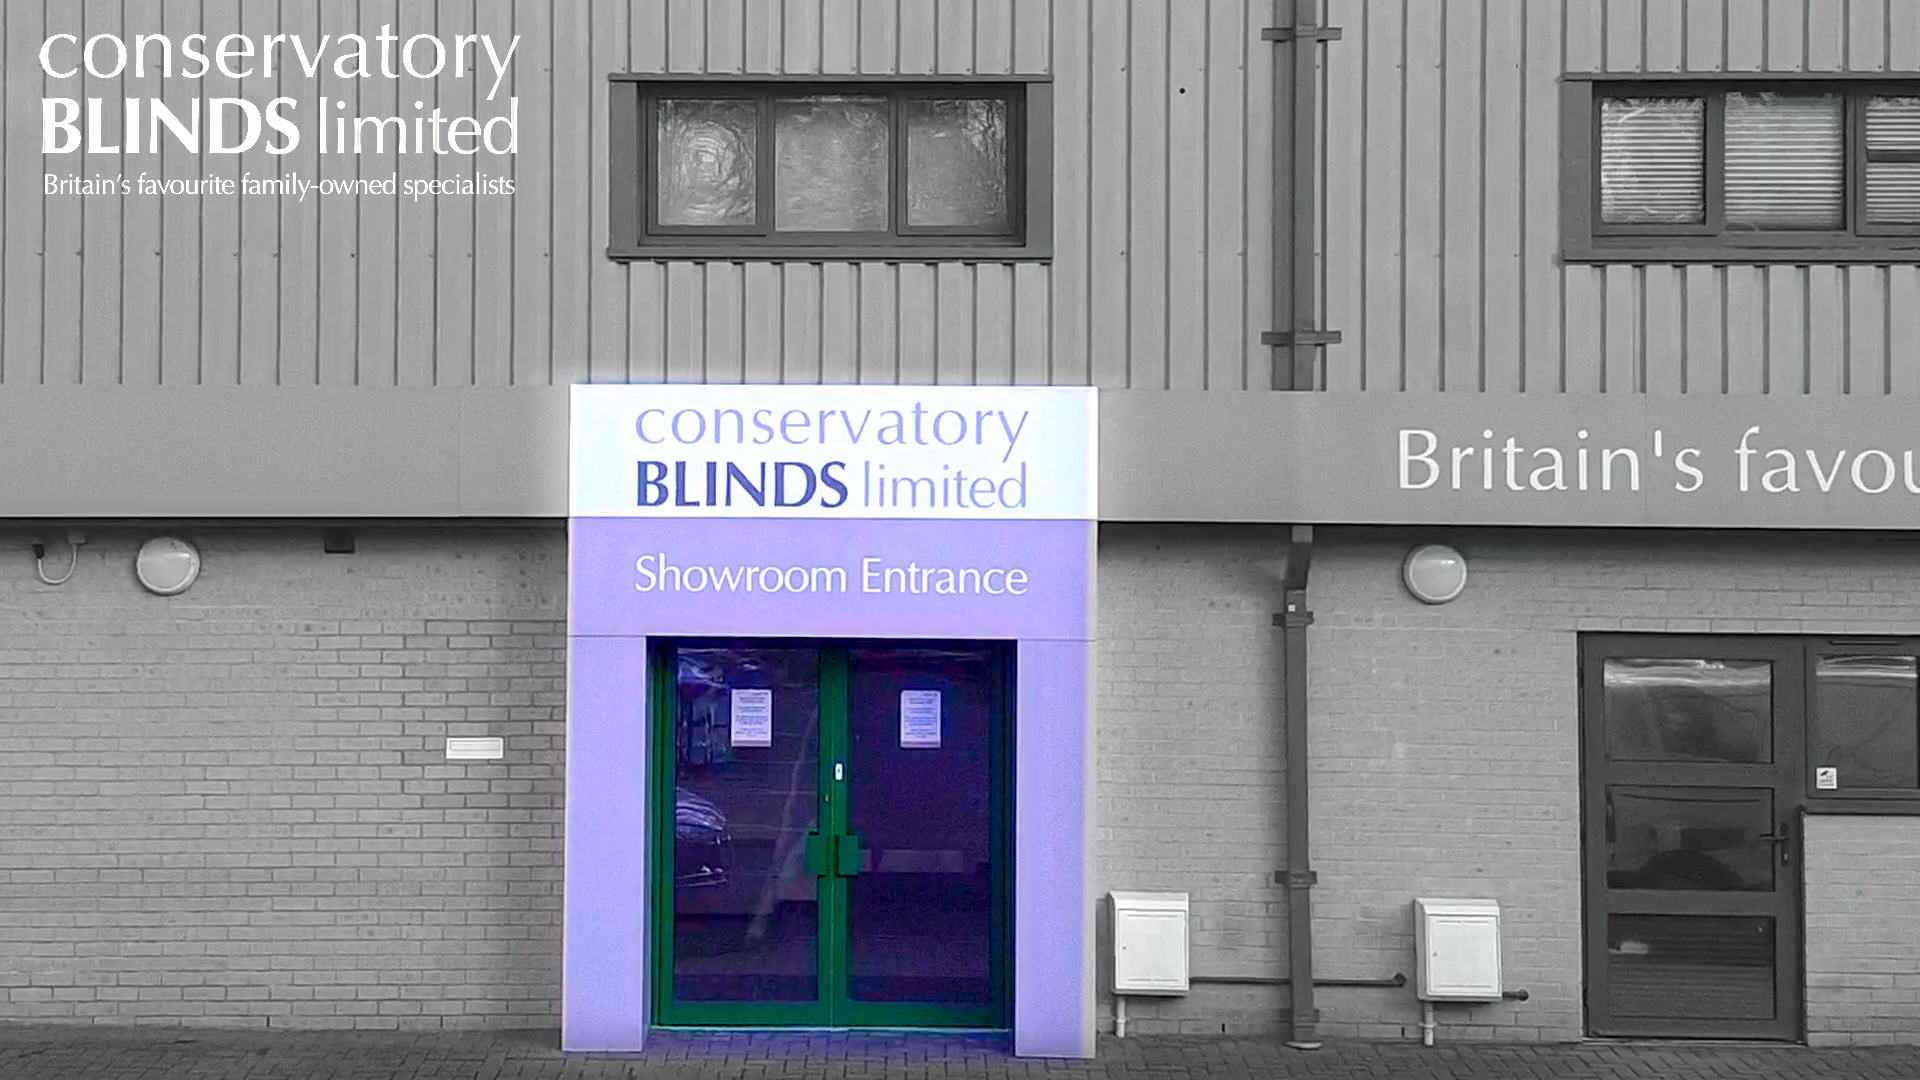 conservatory
BLINDS limited
Britain's favourite family-owned specialists
conservatory
BLINDS limited
Britain's favou
Showroom Entrance